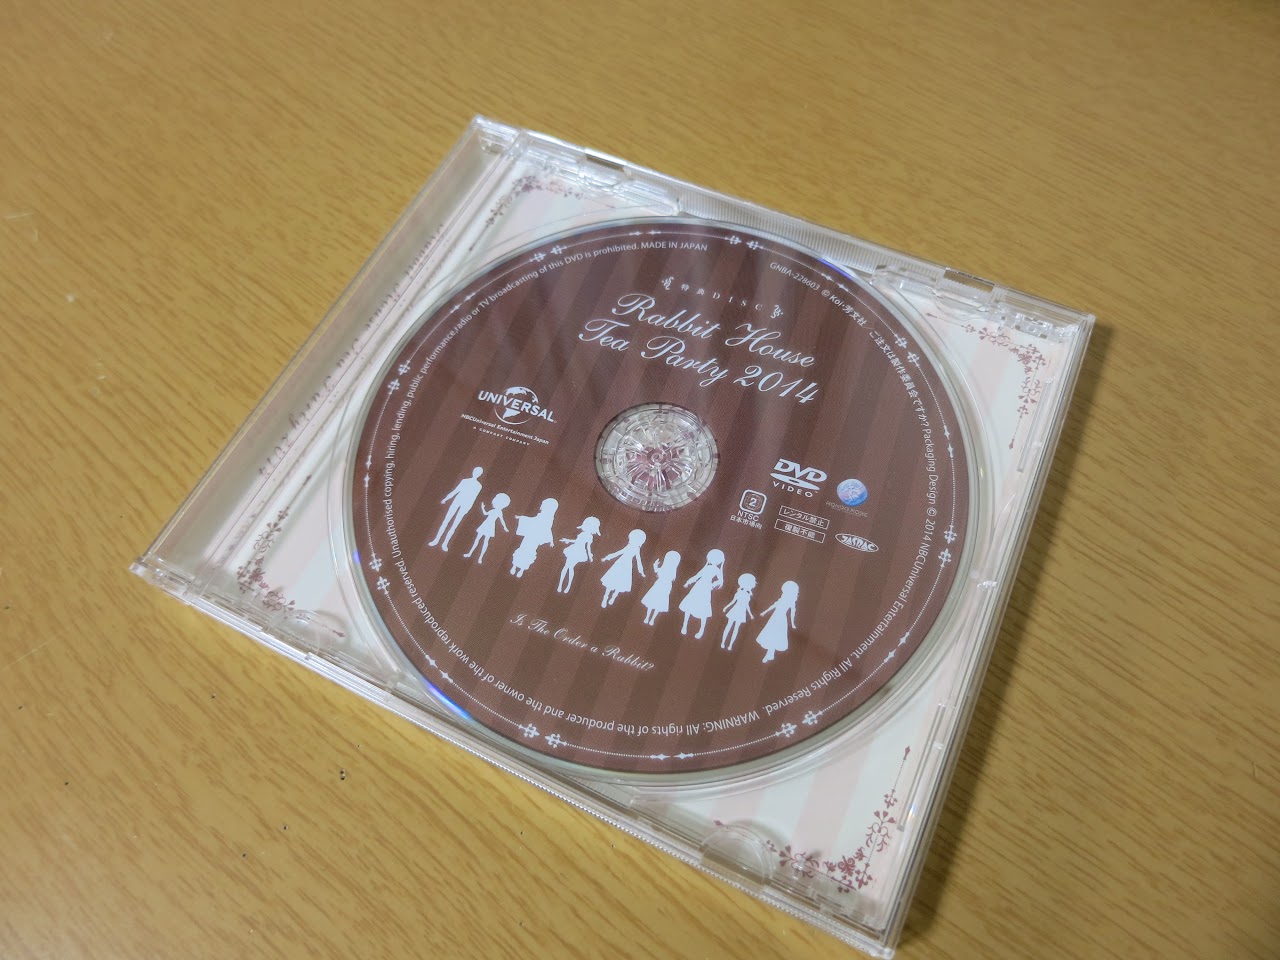 特典DISC
Rabbit House
Tea Party 2014
UNIVERSAL
NBCUniversal Entertainment Japan
A COMCAST COMPANY
DVD
VIDEO
2
NTSC
日本市場向
レンタル禁止
複製不能
JASRAC
Is The Order a Rabbit?
GNBA-228603 © Koi・芳文社／ご注文は製作委員会ですか? Packaging Design © 2014 NBCUniversal Entertainment. All Rights Reserved.
WARNING: All rights of the producer and the owner of the work reproduced reserved. Unauthorised copying, hiring, lending, public performance,radio or TV broadcasting of this DVD is prohibited. MADE IN JAPAN